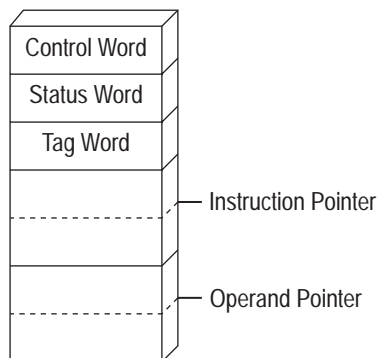 Control Word
Status Word
Tag Word
Instruction Pointer
Operand Pointer